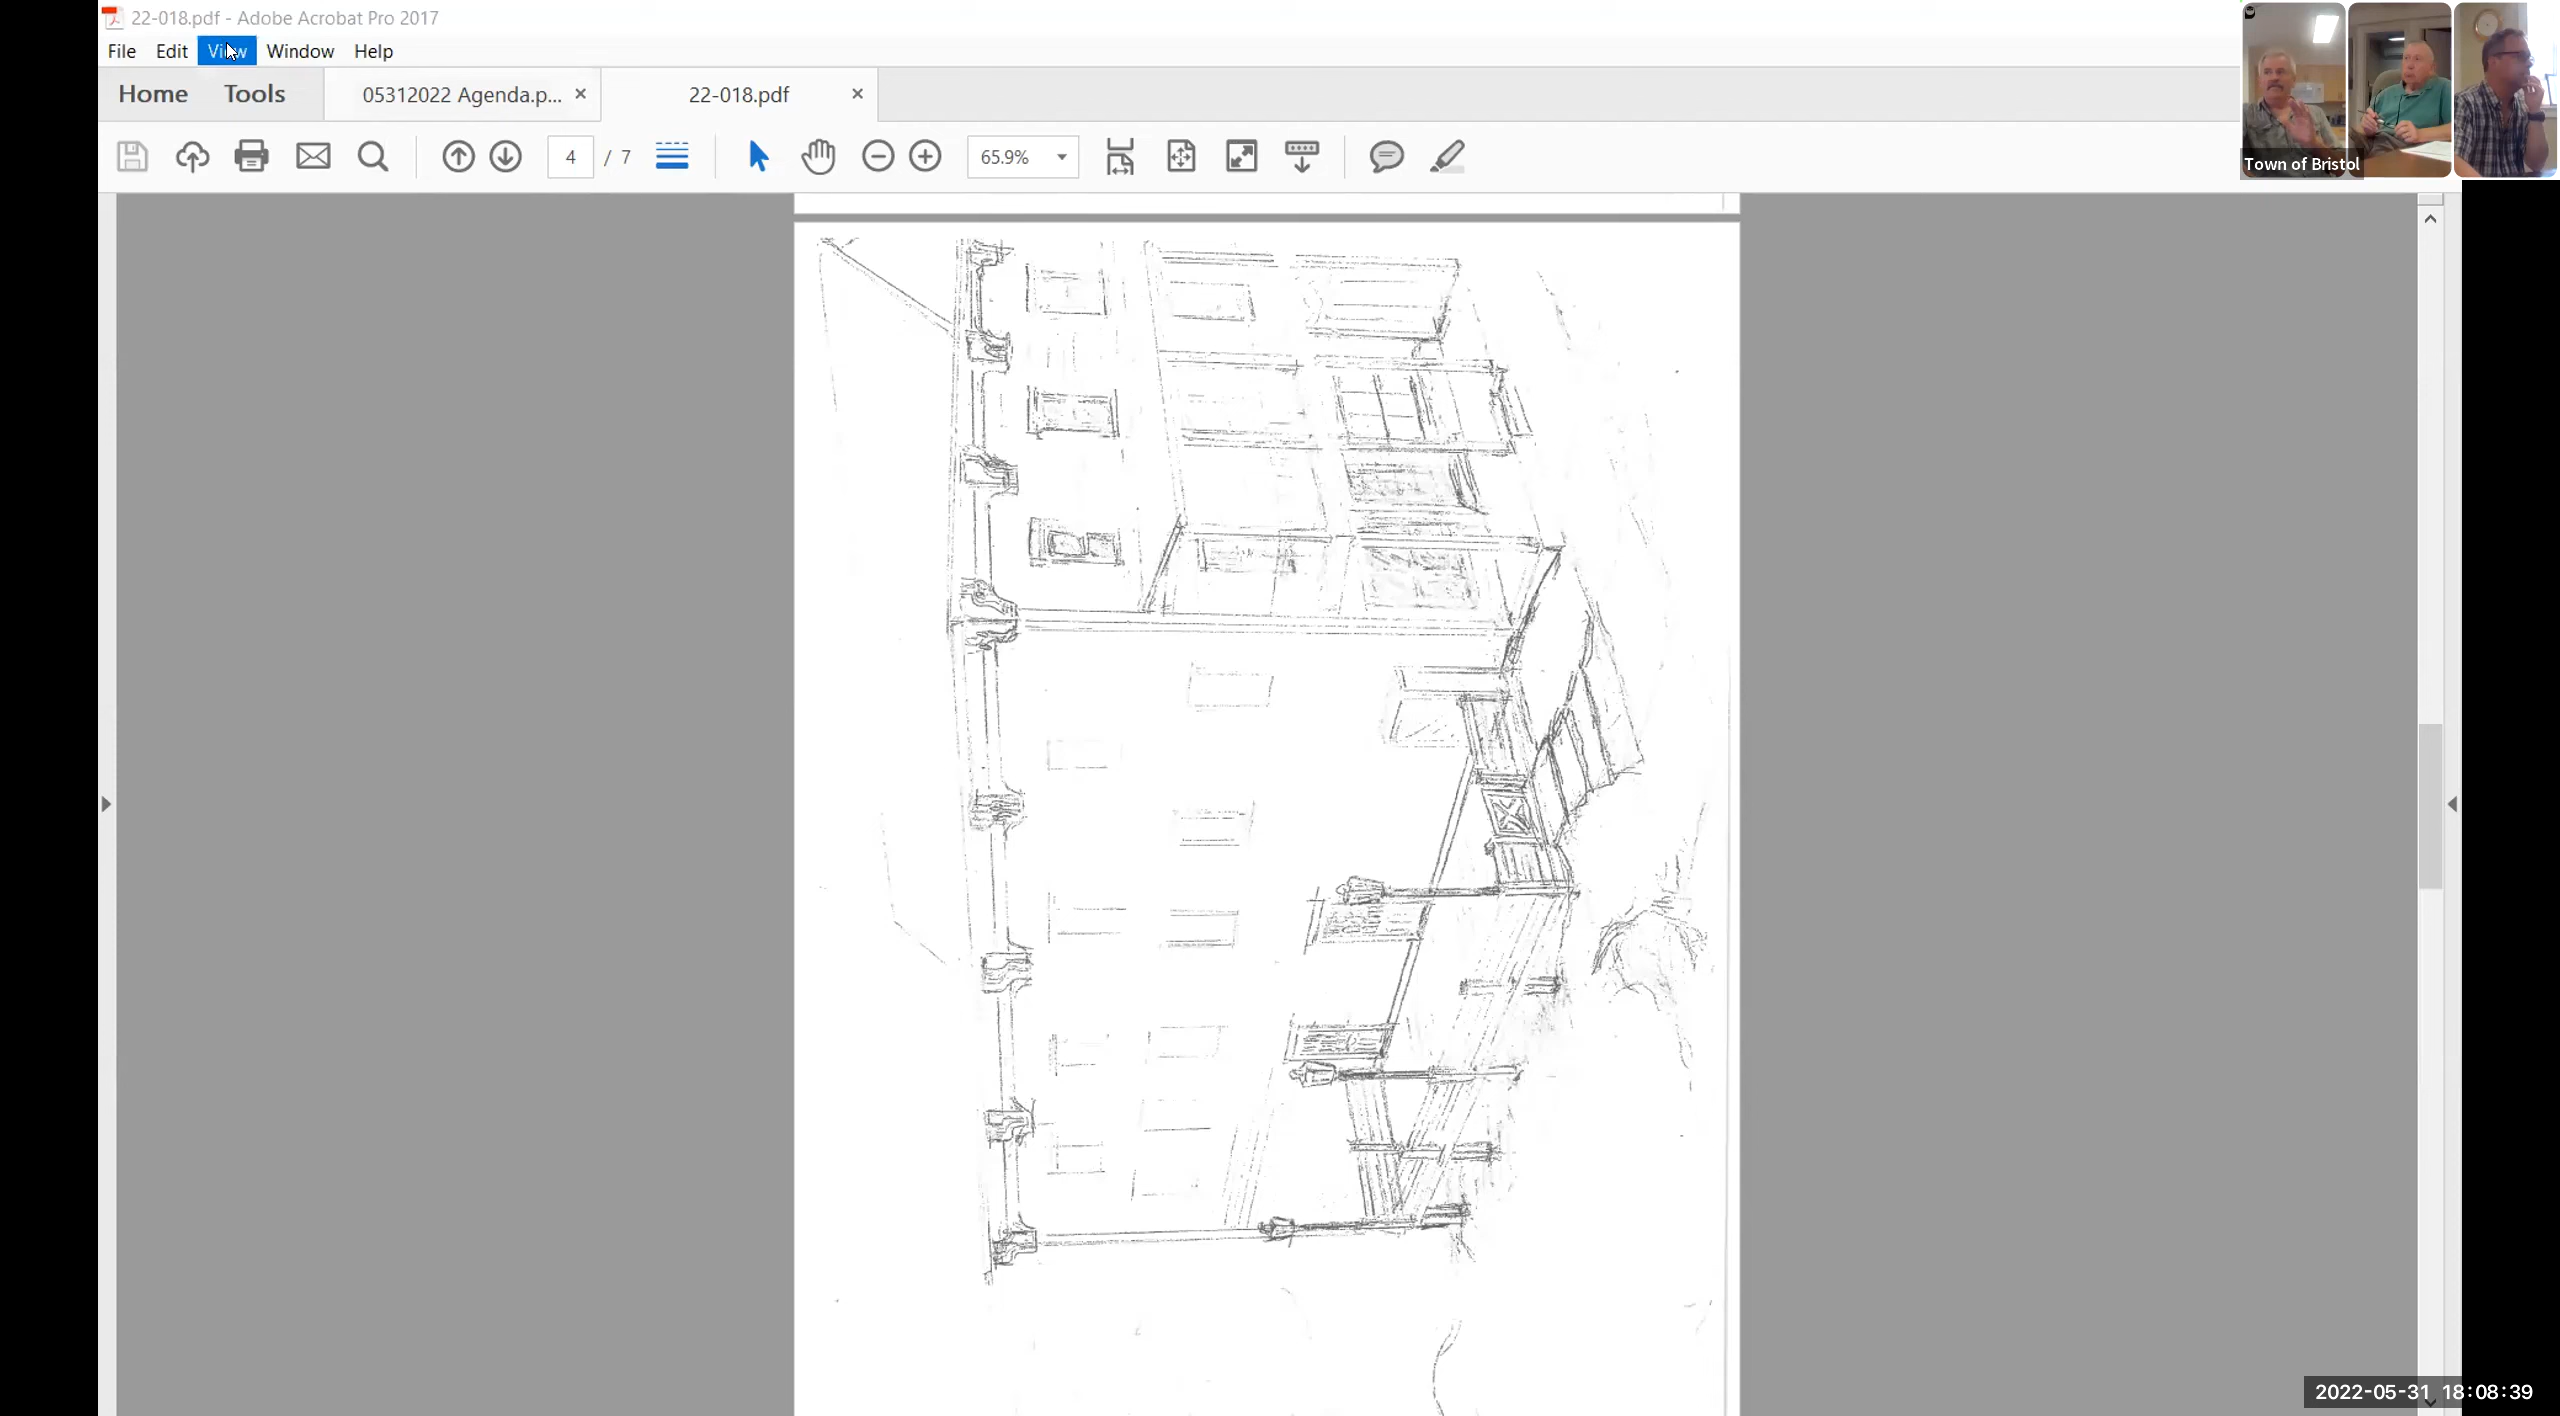 22-018.pdf - Adobe Acrobat Pro 2017
File Edit View Window Help
Home Tools 05312022 Agenda.p... × 22-018.pdf ×
4 / 7 65.9%
Town of Bristol
2022-05-31 18:08:39